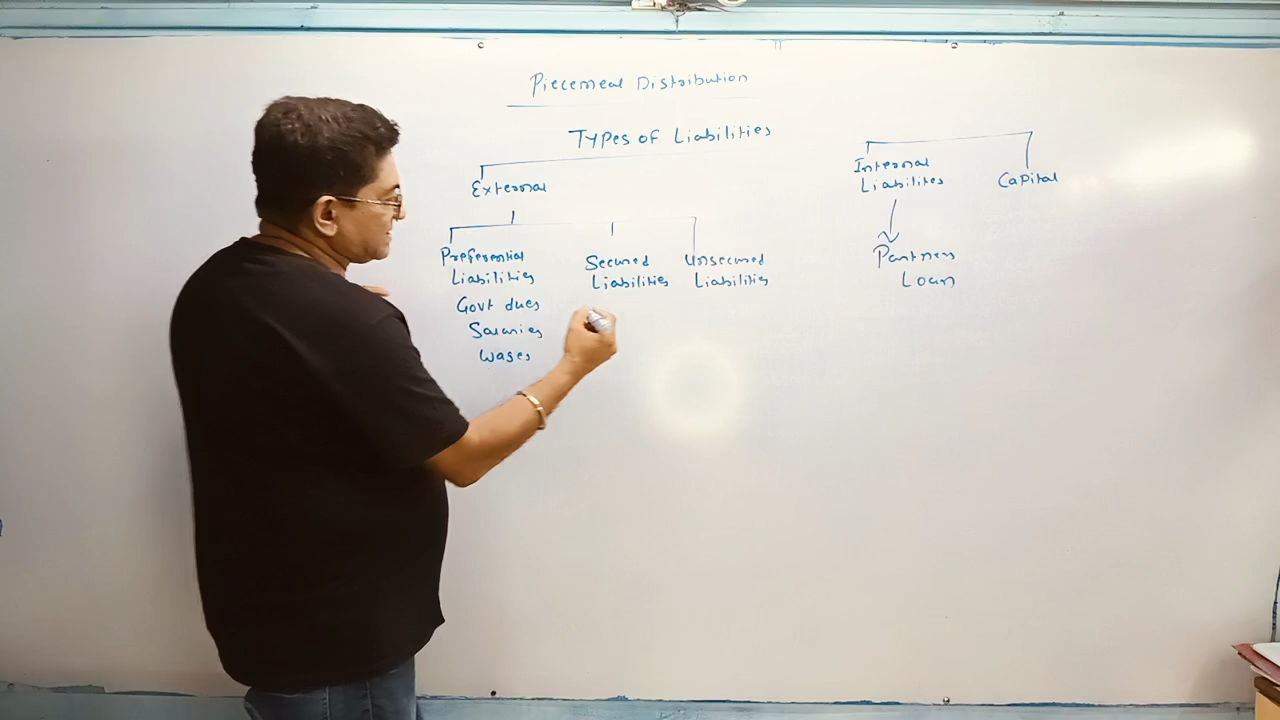 Piecemeal Distribution
Types of Liabilities
External
Internal
Liabilites
Capital
Preferential
Liabilities
Govt dues
Salaries
Wages
Secured
Liabilities
Unsecured
Liabilities
Partners
Loan